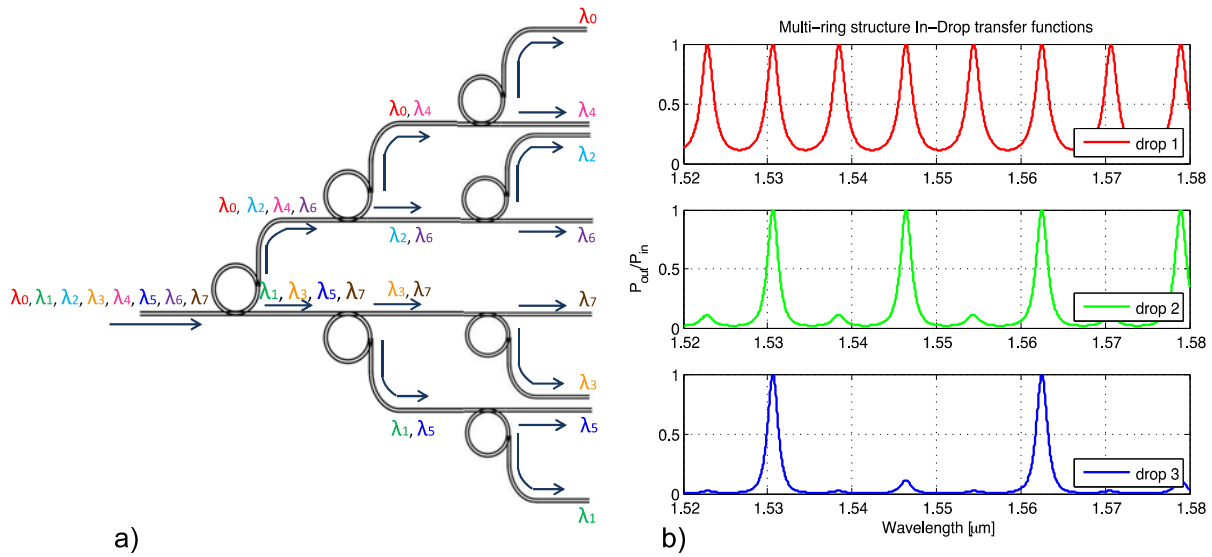 λ0
λ0, λ4
λ4
λ2
λ0, λ2, λ4, λ6
λ2, λ6
λ6
λ0, λ1, λ2, λ3, λ4, λ5, λ6, λ7
λ1, λ3, λ5, λ7
λ3, λ7
λ7
λ3
λ1, λ5
λ5
λ1
a)
Multi-ring structure In-Drop transfer functions
1
0.5
0
drop 1
1.52 1.53 1.54 1.55 1.56 1.57 1.58
Pout/Pin
1
0.5
0
drop 2
1.52 1.53 1.54 1.55 1.56 1.57 1.58
1
0.5
0
drop 3
1.52 1.53 1.54 1.55 1.56 1.57 1.58
Wavelength [μm]
b)